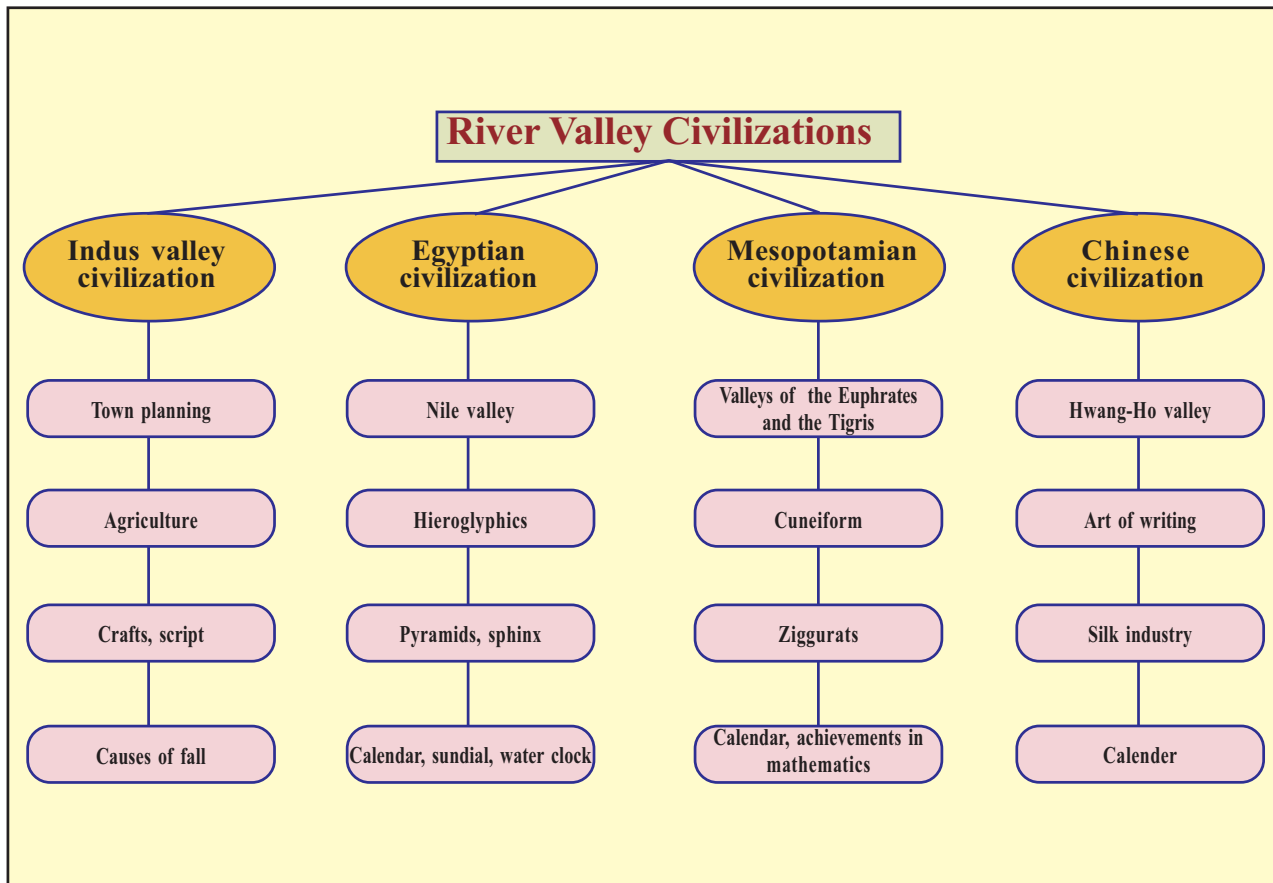 River Valley Civilizations
Indus valley
civilization
Town planning
Agriculture
Crafts, script
Causes of fall
Egyptian
civilization
Nile valley
Hieroglyphics
Pyramids, sphinx
Calendar, sundial, water clock
Mesopotamian
civilization
Valleys of the Euphrates
and the Tigris
Cuneiform
Ziggurats
Calendar, achievements in
mathematics
Chinese
civilization
Hwang-Ho valley
Art of writing
Silk industry
Calender